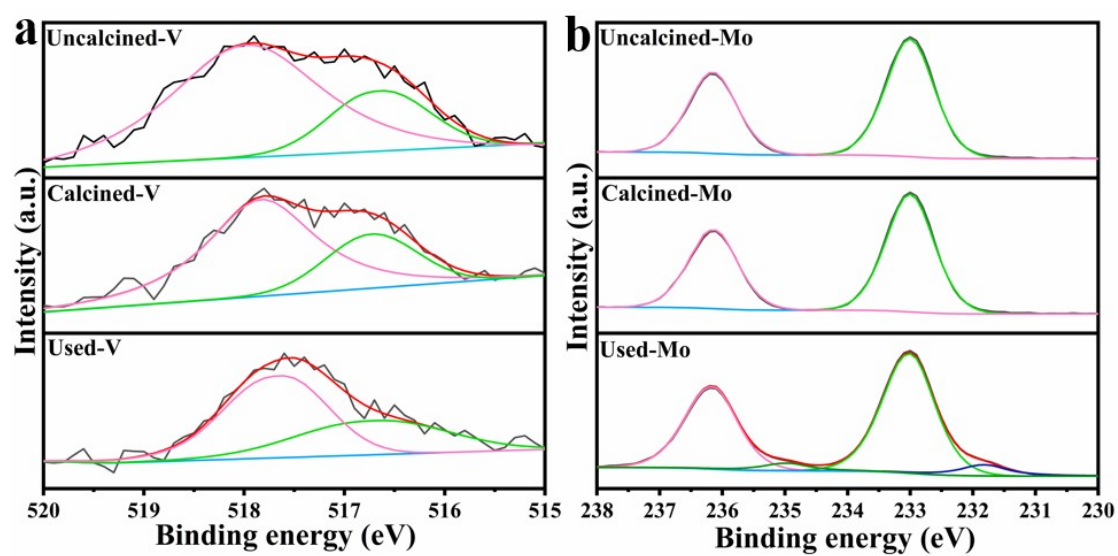 a
Uncalcined-V
Calcined-V
Used-V
Intensity (a.u.)
520 519 518 517 516 515
Binding energy (eV)
b
Uncalcined-Mo
Calcined-Mo
Used-Mo
Intensity (a.u.)
238 237 236 235 234 233 232 231 230
Binding energy (eV)